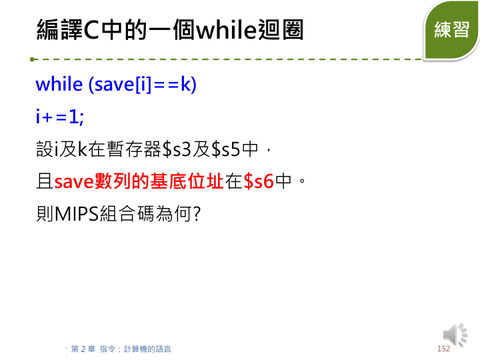 編譯C中的一個while迴圈
練習
while (save[i]==k)
i+=1;
設i及k在暫存器$s3及$s5中，
且save數列的基底位址在$s6中。
則MIPS組合碼為何?
第 2 章 指令：計算機的語言
152